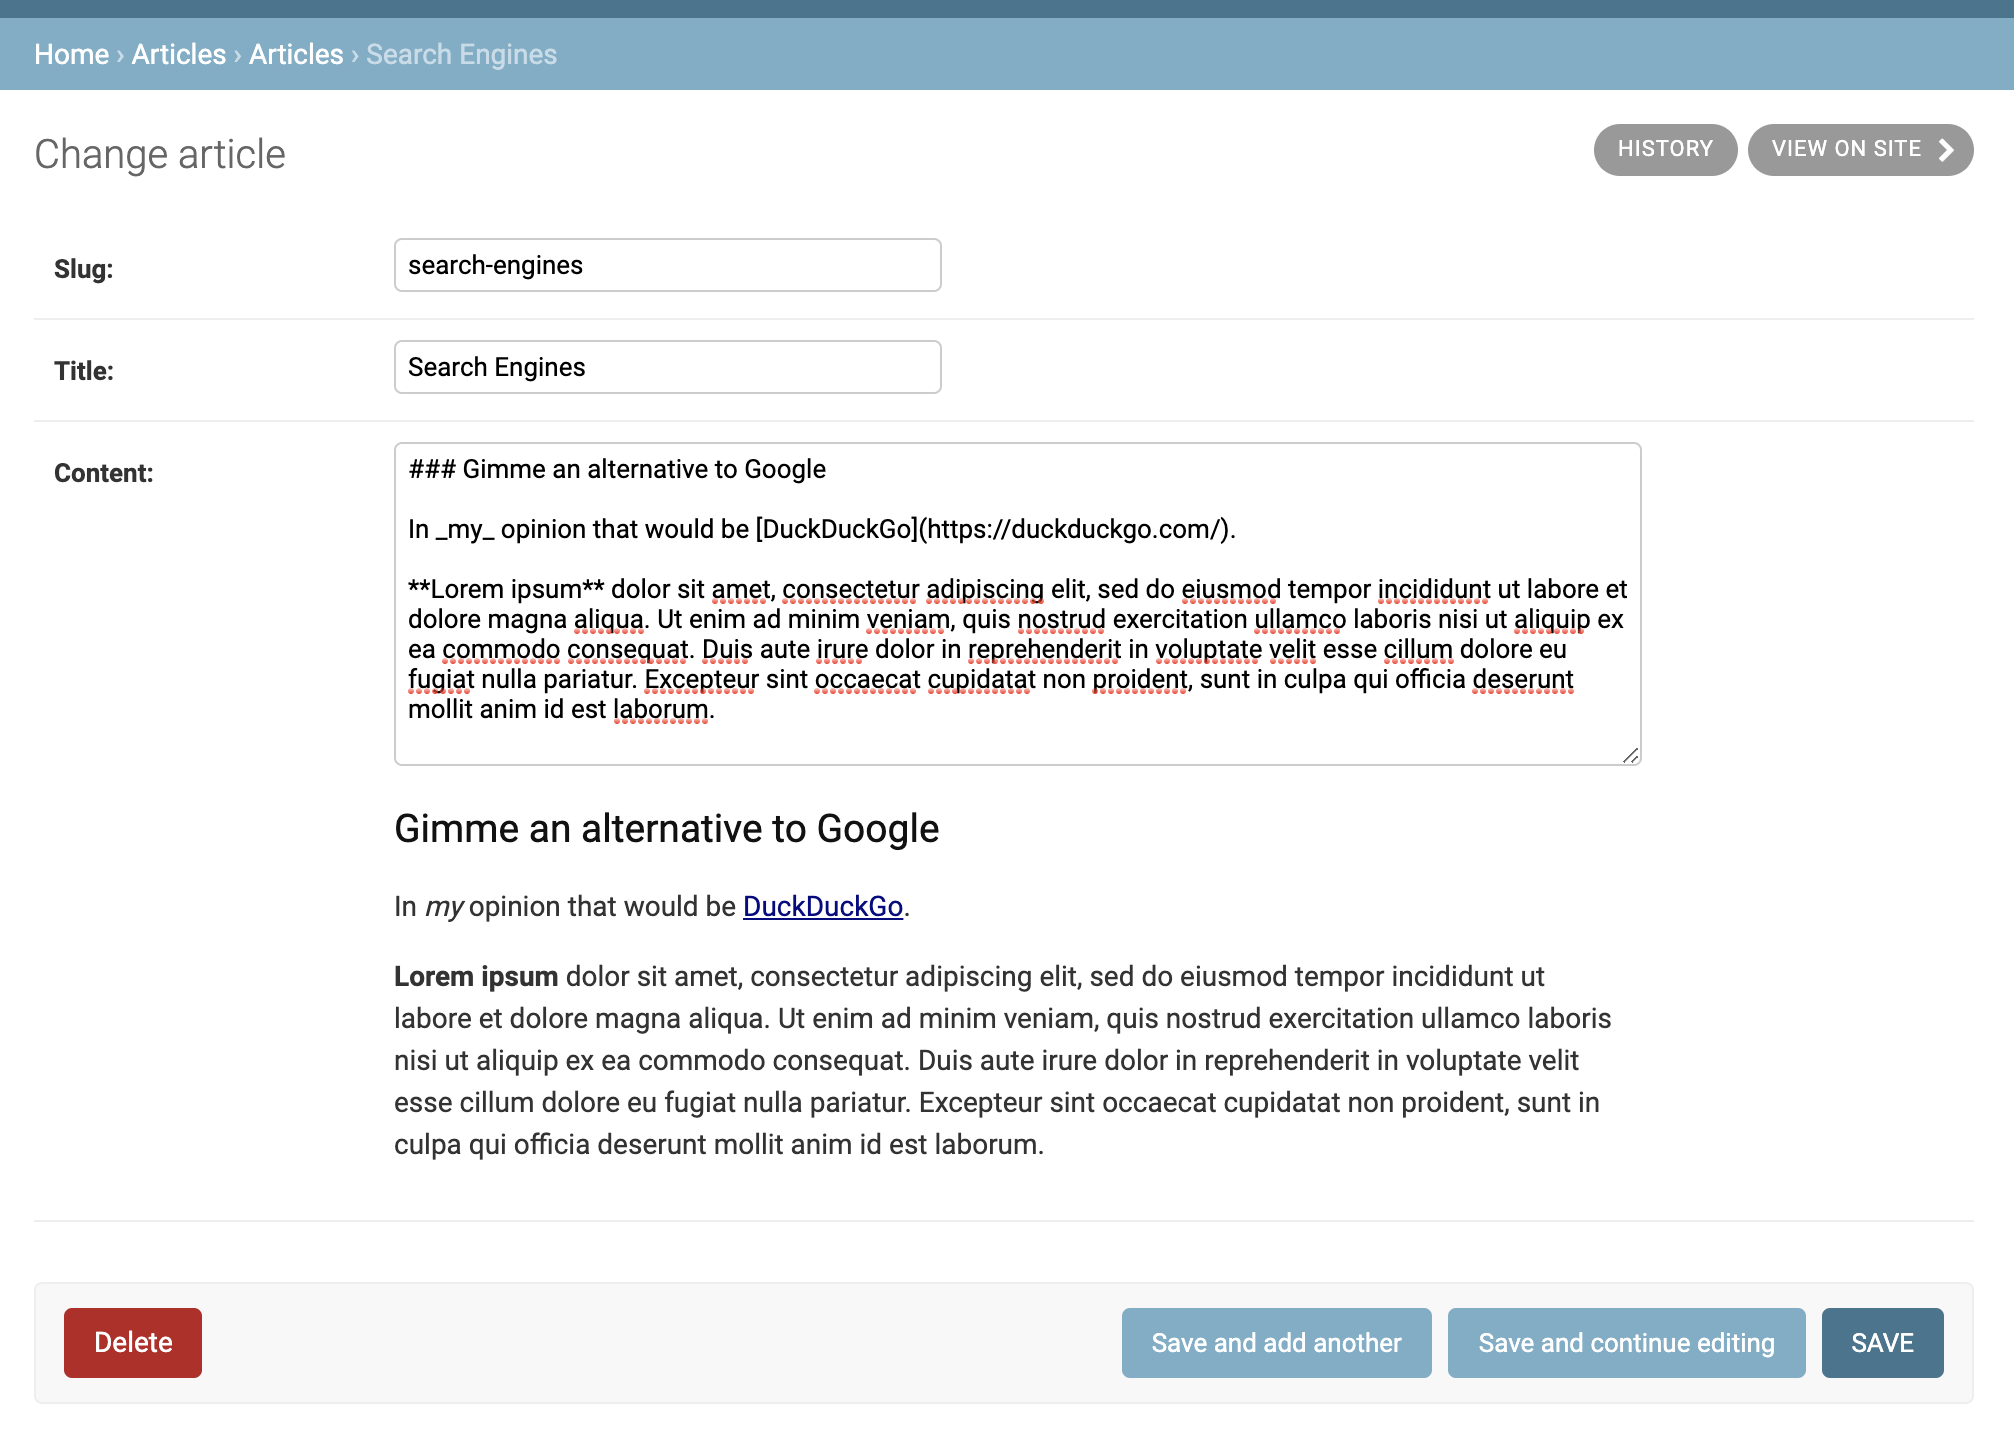 Home › Articles › Articles › Search Engines
Change article
HISTORY
VIEW ON SITE
Slug:
search-engines
Title:
Search Engines
Content:
### Gimme an alternative to Google
In _my_ opinion that would be [DuckDuckGo](https://duckduckgo.com/).
**Lorem ipsum** dolor sit amet, consectetur adipiscing elit, sed do eiusmod tempor incididunt ut labore et
dolore magna aliqua. Ut enim ad minim veniam, quis nostrud exercitation ullamco laboris nisi ut aliquip ex
ea commodo consequat. Duis aute irure dolor in reprehenderit in voluptate velit esse cillum dolore eu
fugiat nulla pariatur. Excepteur sint occaecat cupidatat non proident, sunt in culpa qui officia deserunt
mollit anim id est laborum.
Gimme an alternative to Google
In my opinion that would be DuckDuckGo.
Lorem ipsum dolor sit amet, consectetur adipiscing elit, sed do eiusmod tempor incididunt ut
labore et dolore magna aliqua. Ut enim ad minim veniam, quis nostrud exercitation ullamco laboris
nisi ut aliquip ex ea commodo consequat. Duis aute irure dolor in reprehenderit in voluptate velit
esse cillum dolore eu fugiat nulla pariatur. Excepteur sint occaecat cupidatat non proident, sunt in
culpa qui officia deserunt mollit anim id est laborum.
Delete
Save and add another
Save and continue editing
SAVE